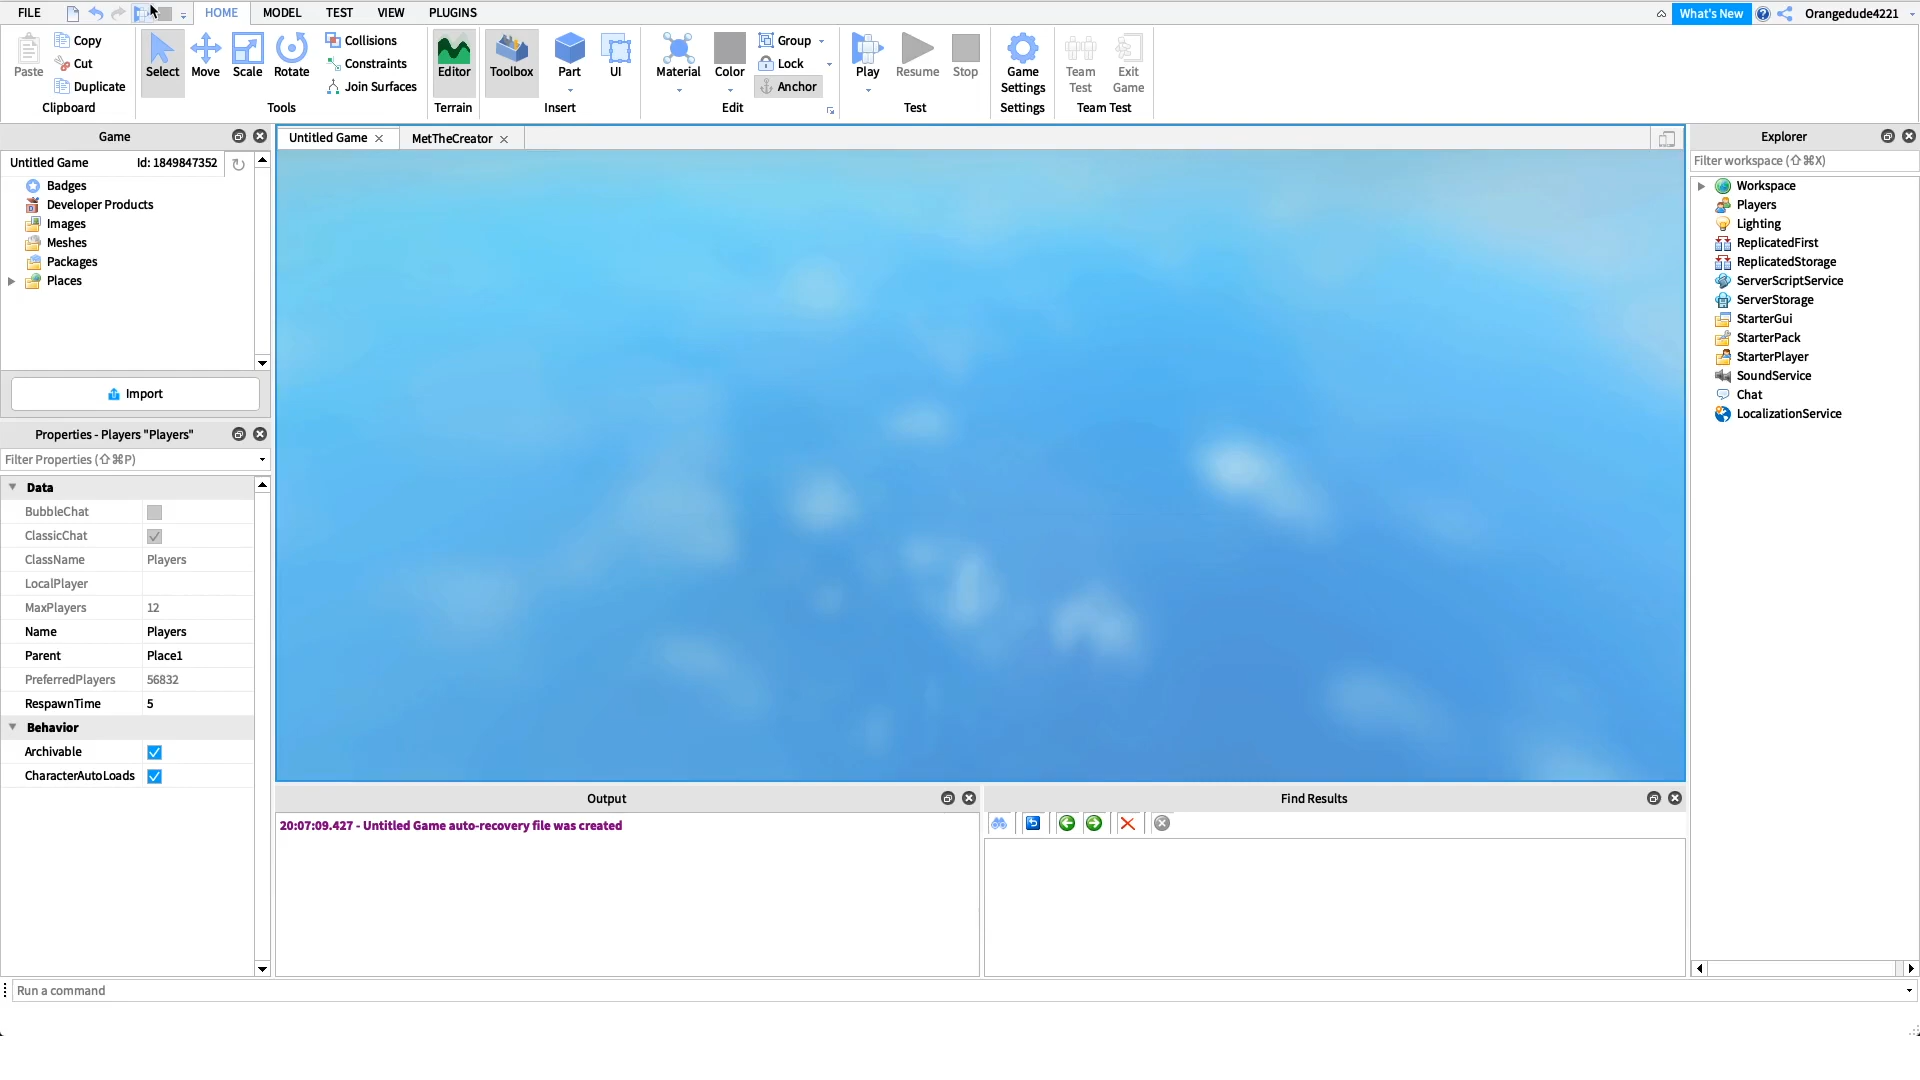 FILE HOME MODEL TEST VIEW PLUGINS What's New Orangedude4221
Paste Copy Cut Duplicate Clipboard
Select Move Scale Rotate Collisions Constraints Join Surfaces Tools
Editor Terrain
Toolbox Part UI Insert
Material Color Group Lock Anchor Edit
Play Resume Stop Test
Game Settings Settings
Team Test Exit Game Team Test
Game
Untitled Game Id: 1849847352
Badges
Developer Products
Images
Meshes
Packages
Places
Import
Properties - Players "Players"
Filter Properties (⇧⌘P)
Data
BubbleChat
ClassicChat
ClassName Players
LocalPlayer
MaxPlayers 12
Name Players
Parent Place1
PreferredPlayers 56832
RespawnTime 5
Behavior
Archivable
CharacterAutoLoads
Untitled Game MetTheCreator
Output
20:07:09.427 - Untitled Game auto-recovery file was created
Find Results
Explorer
Filter workspace (⇧⌘X)
Workspace
Players
Lighting
ReplicatedFirst
ReplicatedStorage
ServerScriptService
ServerStorage
StarterGui
StarterPack
StarterPlayer
SoundService
Chat
LocalizationService
Run a command